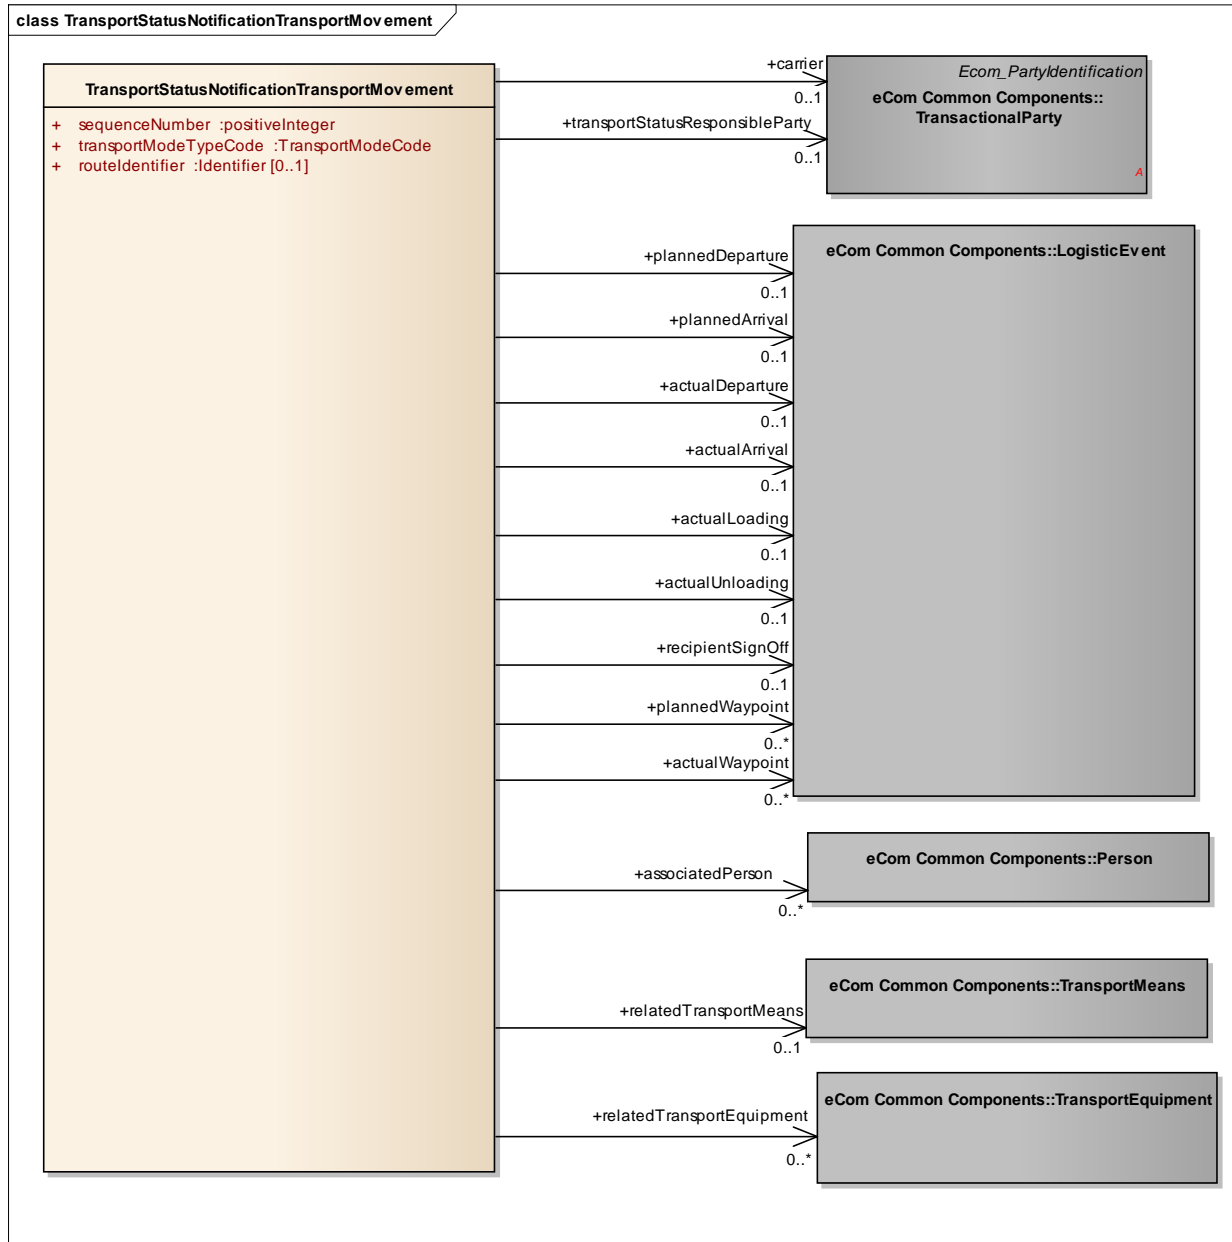 class TransportStatusNotificationTransportMovement
TransportStatusNotificationTransportMovement
+ sequenceNumber :positiveInteger
+ transportModeTypeCode :TransportModeCode
+ routeIdentifier :Identifier [0..1]
+carrier
0..1
+transportStatusResponsibleParty
0..1
Ecom_PartyIdentification
eCom Common Components::
TransactionalParty
A
eCom Common Components::LogisticEvent
+plannedDeparture
0..1
+plannedArrival
0..1
+actualDeparture
0..1
+actualArrival
0..1
+actualLoading
0..1
+actualUnloading
0..1
+recipientSignOff
0..1
+plannedWaypoint
0..*
+actualWaypoint
0..*
eCom Common Components::Person
+associatedPerson
0..*
eCom Common Components::TransportMeans
+relatedTransportMeans
0..1
eCom Common Components::TransportEquipment
+relatedTransportEquipment
0..*